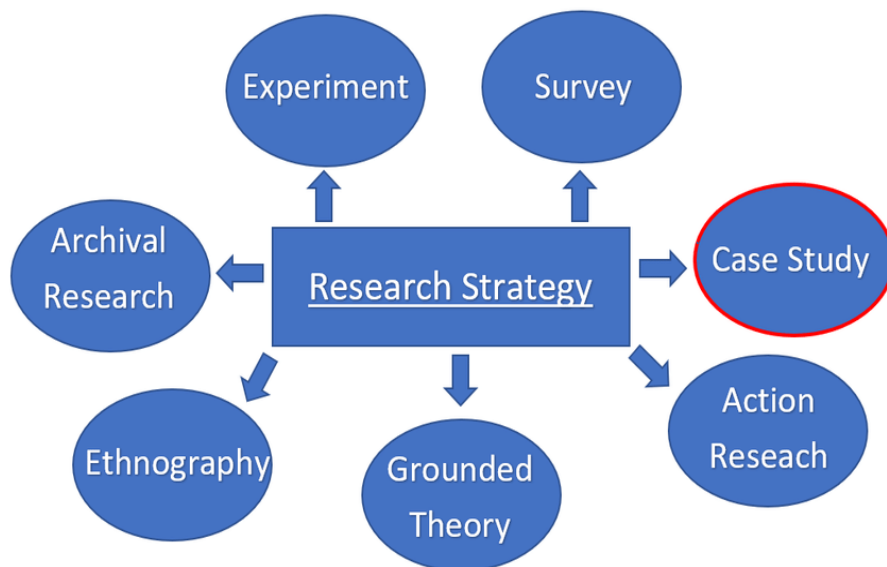 Experiment
Survey
Archival
Research
Research Strategy
Case Study
Ethnography
Grounded
Theory
Action
Reseach